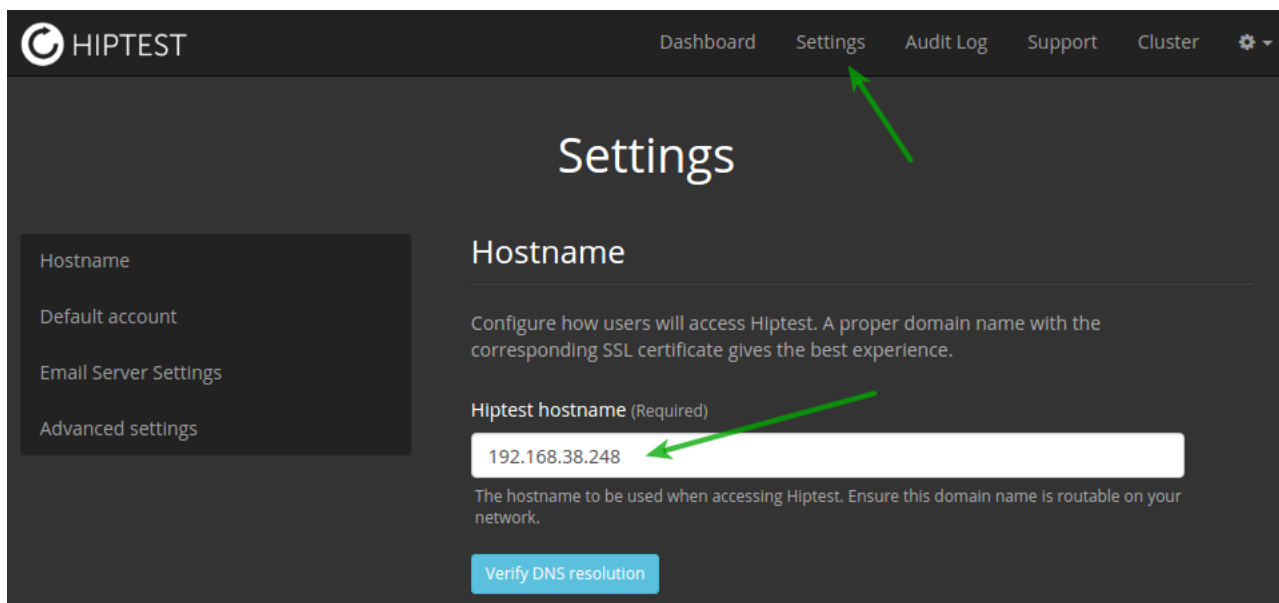 HIPTEST
Dashboard Settings Audit Log Support Cluster
Settings
Hostname
Default account
Email Server Settings
Advanced settings
Hostname
Configure how users will access Hiptest. A proper domain name with the
corresponding SSL certificate gives the best experience.
Hiptest hostname (Required)
192.168.38.248
The hostname to be used when accessing Hiptest. Ensure this domain name is routable on your
network.
Verify DNS resolution